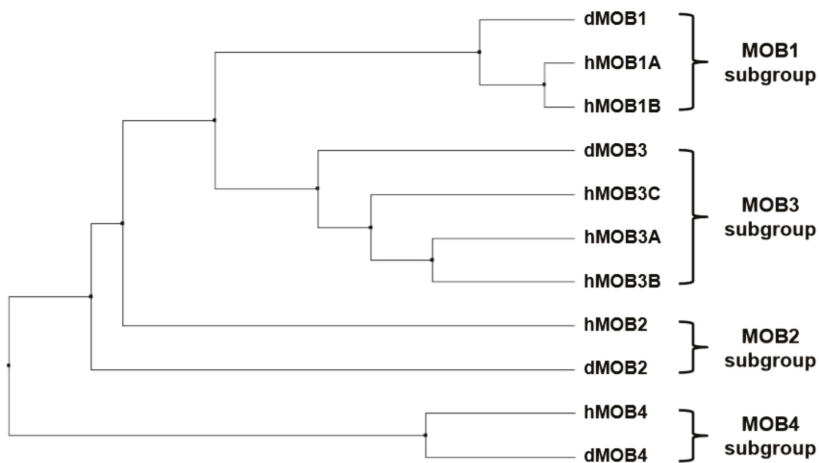 dMOB1
hMOB1A
hMOB1B
MOB1
subgroup
dMOB3
hMOB3C
hMOB3A
hMOB3B
MOB3
subgroup
hMOB2
dMOB2
MOB2
subgroup
hMOB4
dMOB4
MOB4
subgroup